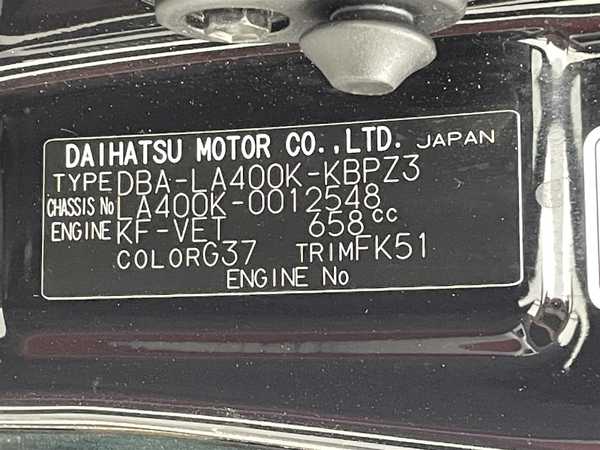 DAIHATSU MOTOR CO.,LTD. JAPAN
TYPE DBA-LA400K-KBPZ3
CHASSIS No LA400K-0012548
ENGINE KF-VET 658cc
COLOR G37 TRIM FK51
ENGINE No